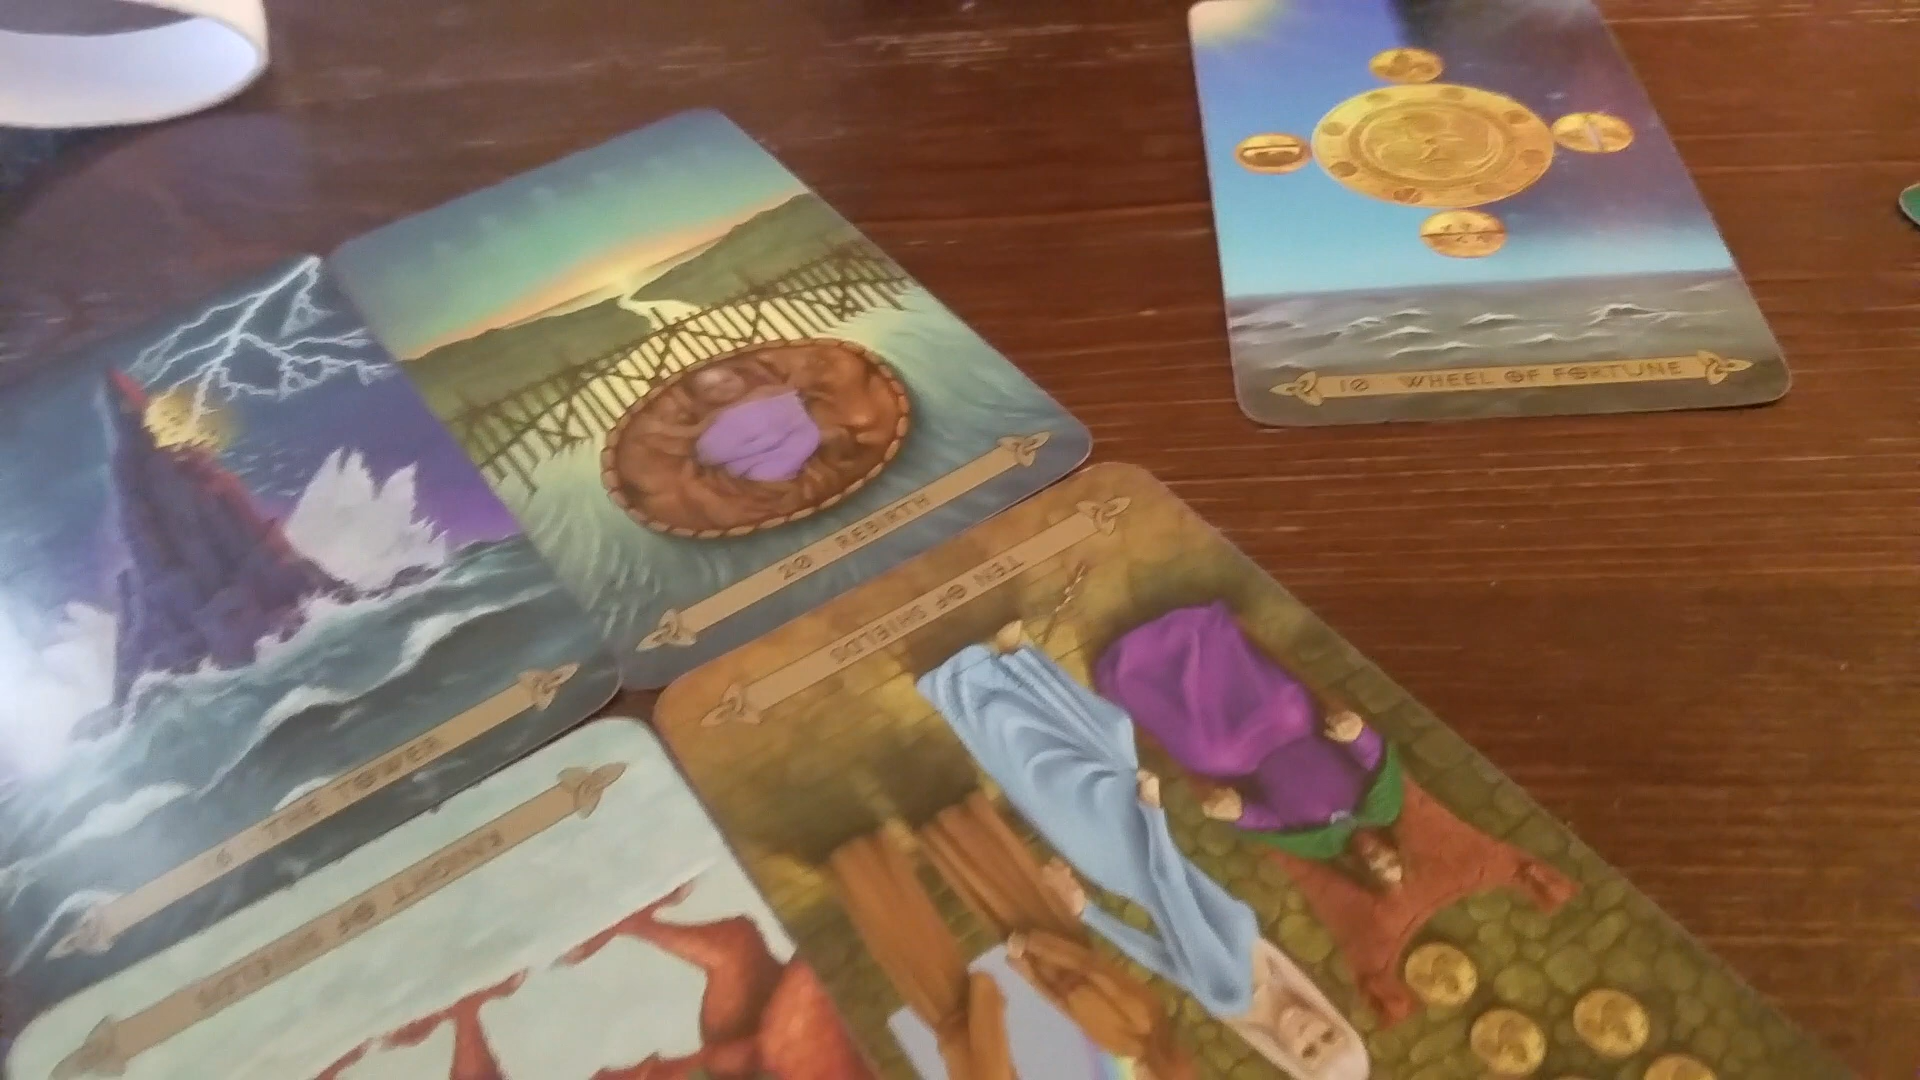 10 · WHEEL OF FORTUNE
20 · REBIRTH
TEN OF SHIELDS
THE TOWER
KNIGHT OF SHIELDS